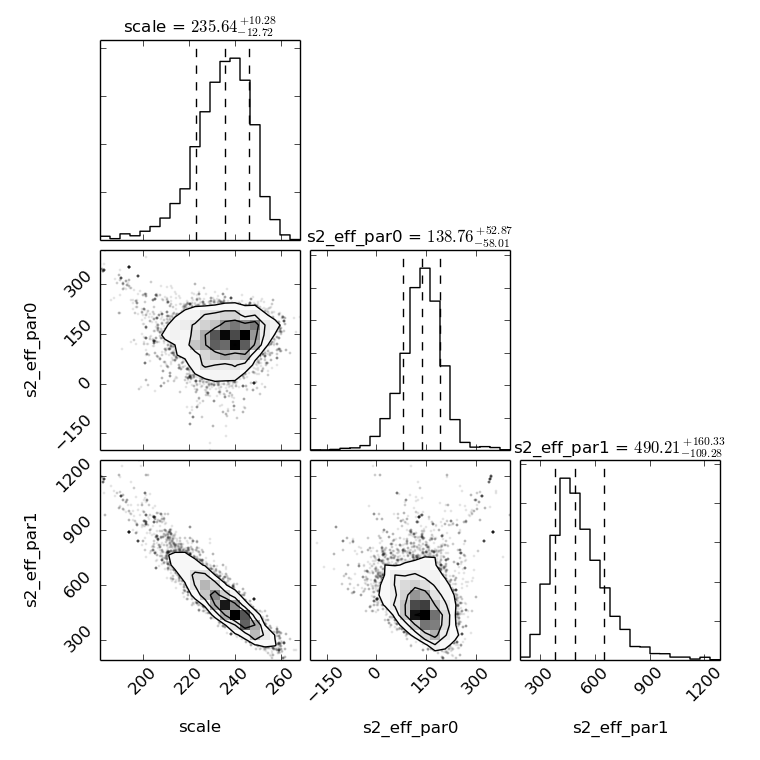 scale = 235.64+10.28−12.72
s2_eff_par0 = 138.76+52.87−58.01
300
150
0
−150
s2_eff_par0
s2_eff_par1 = 490.21+160.33−109.28
1200
900
600
300
s2_eff_par1
200 220 240 260 −150 0 150 300 300 600 900 1200
scale s2_eff_par0 s2_eff_par1